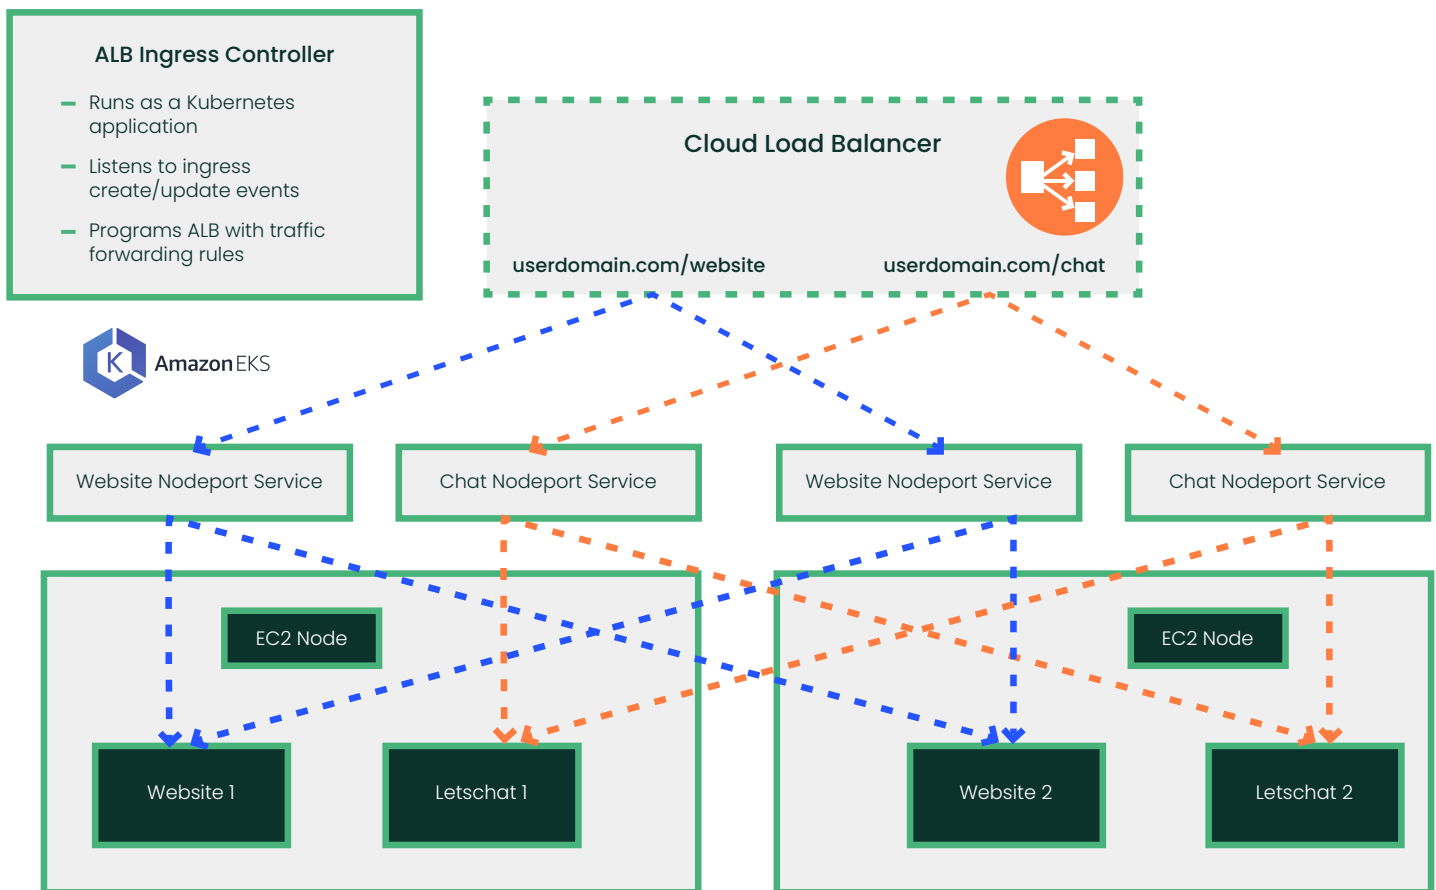 ALB Ingress Controller
Runs as a Kubernetes
application
Listens to ingress
create/update events
Programs ALB with traffic
forwarding rules
Cloud Load Balancer
userdomain.com/website
userdomain.com/chat
K
Amazon EKS
Website Nodeport Service
Chat Nodeport Service
Website Nodeport Service
Chat Nodeport Service
EC2 Node
EC2 Node
Website 1
Letschat 1
Website 2
Letschat 2